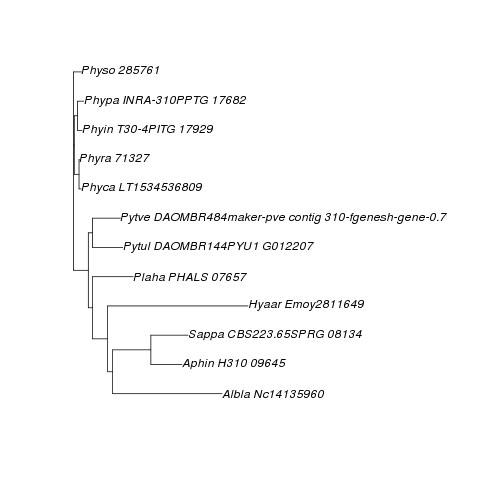 Physo 285761
Phypa INRA-310PPTG 17682
Phyin T30-4PITG 17929
Phyra 71327
Phyca LT1534536809
Pytve DAOMBR484maker-pve contig 310-fgenesh-gene-0.7
Pytul DAOMBR144PYU1 G012207
Plaha PHALS 07657
Hyaar Emoy2811649
Sappa CBS223.65SPRG 08134
Aphin H310 09645
Albla Nc14135960